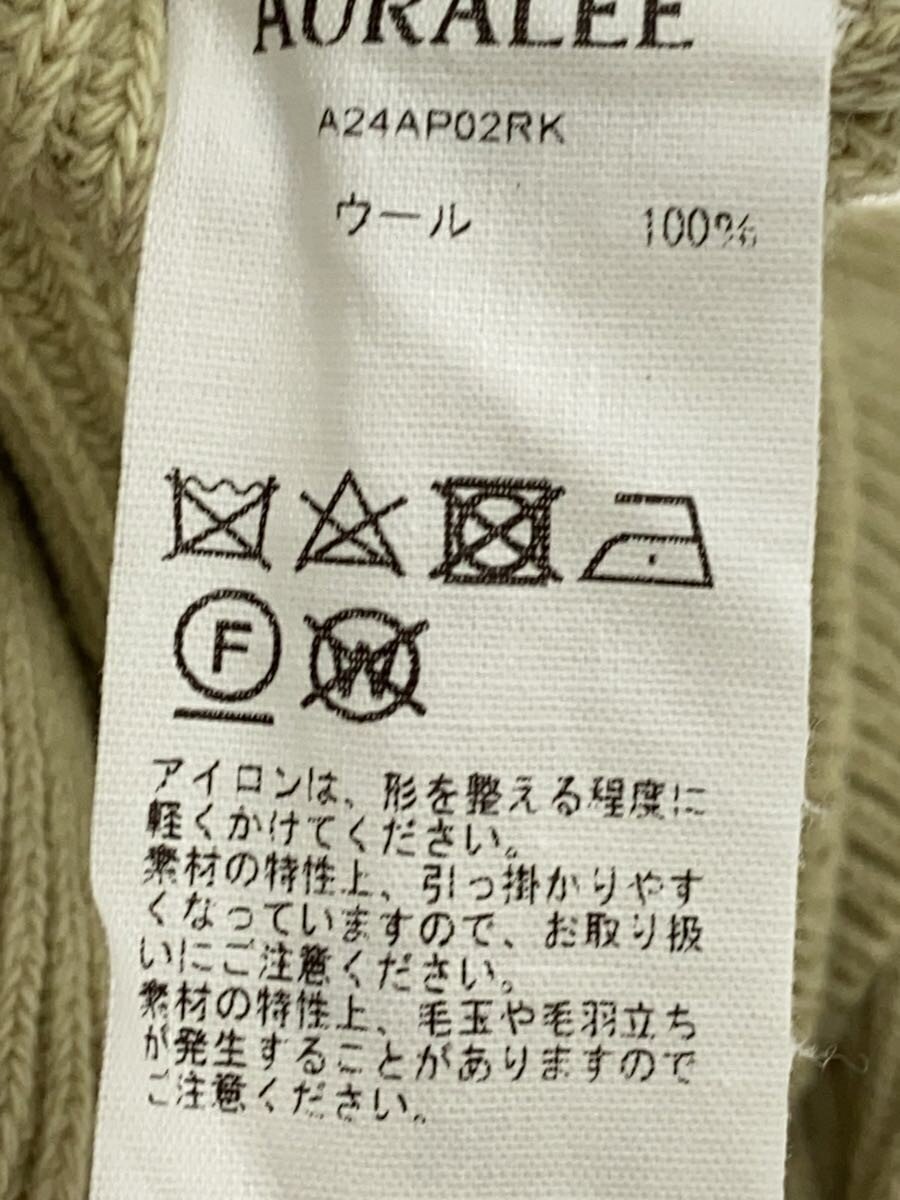 AURALEE
A24AP02RK
ウール 100%
F
W
アイロンは、形を整える程度に
軽くかけてください。
素材の特性上、引っ掛かりやす
くなっていますので、お取り扱
いにご注意ください。
素材の特性上、毛玉や毛羽立ち
が発生することがありますので
ご注意ください。